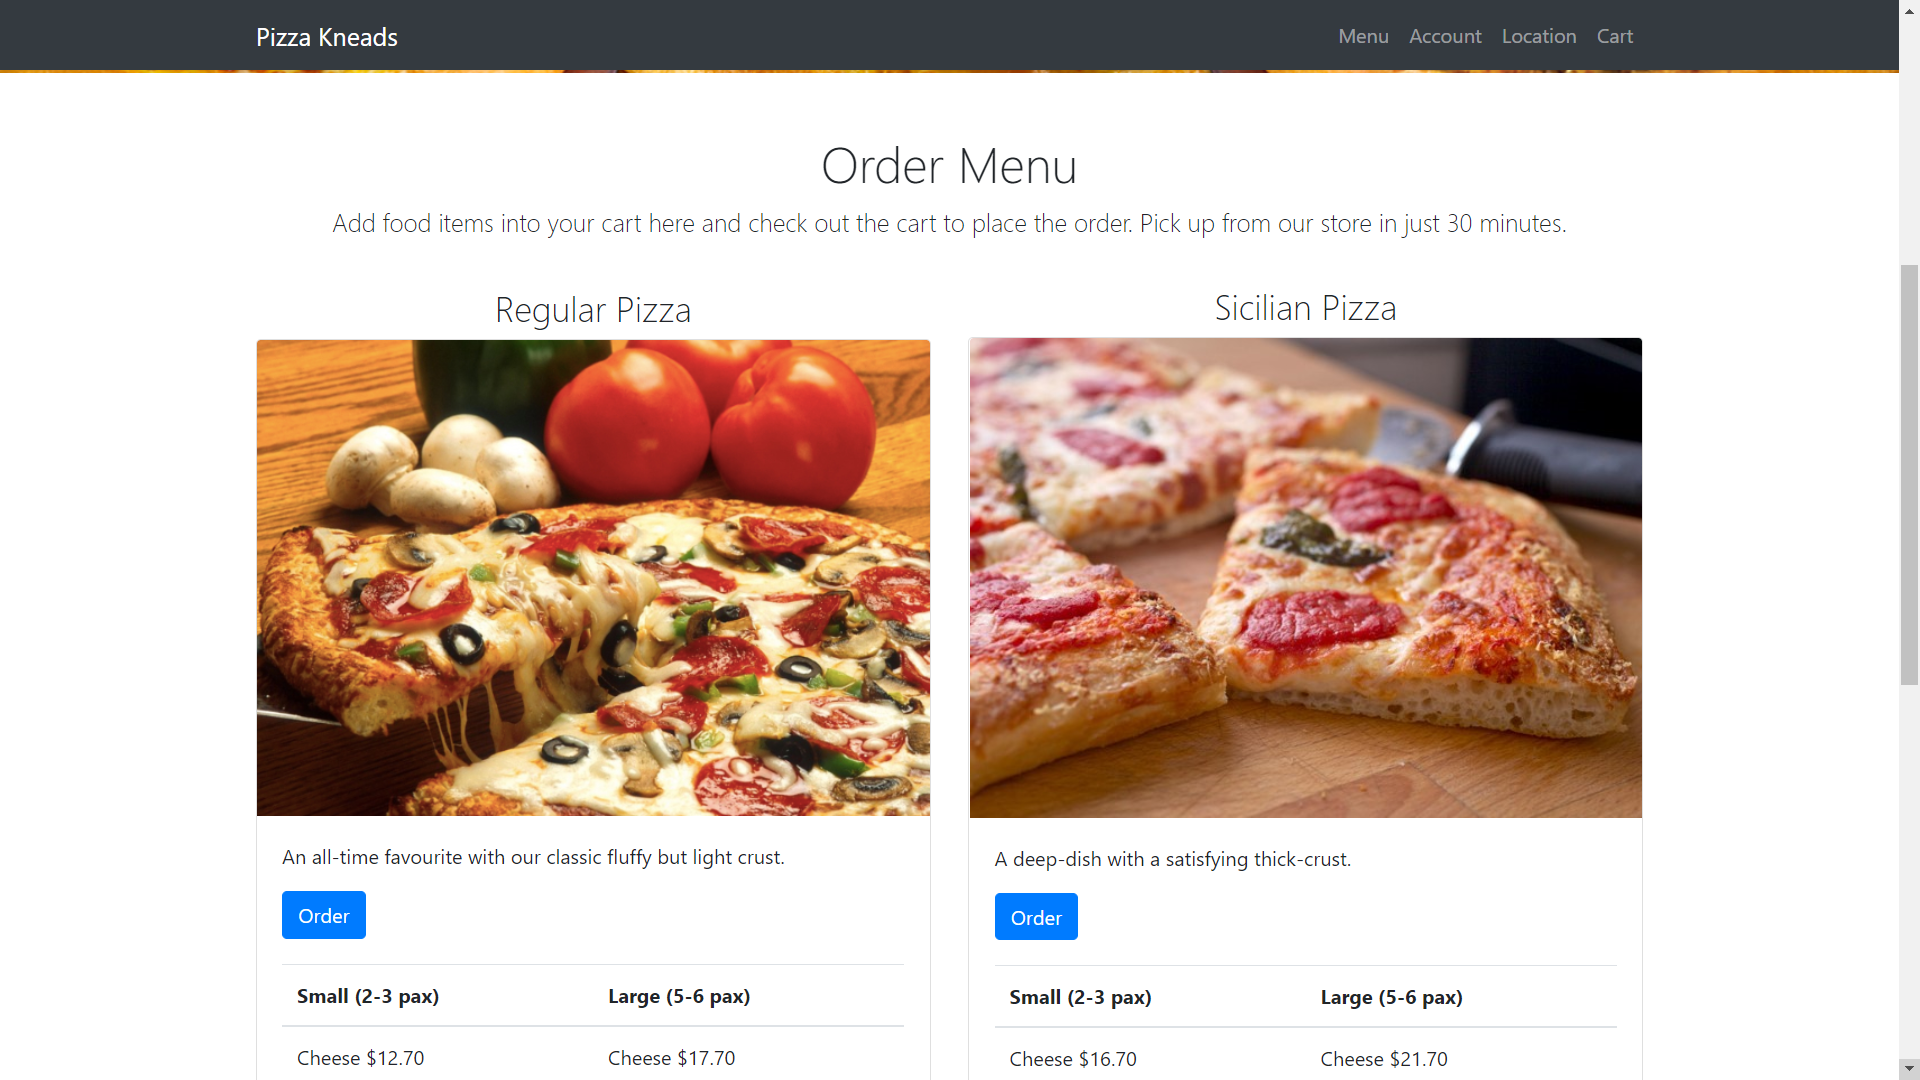 Pizza Kneads
Menu Account Location Cart
Order Menu
Add food items into your cart here and check out the cart to place the order. Pick up from our store in just 30 minutes.
Regular Pizza
An all-time favourite with our classic fluffy but light crust.
Order
Small (2-3 pax) Large (5-6 pax)
Cheese $12.70 Cheese $17.70
Sicilian Pizza
A deep-dish with a satisfying thick-crust.
Order
Small (2-3 pax) Large (5-6 pax)
Cheese $16.70 Cheese $21.70